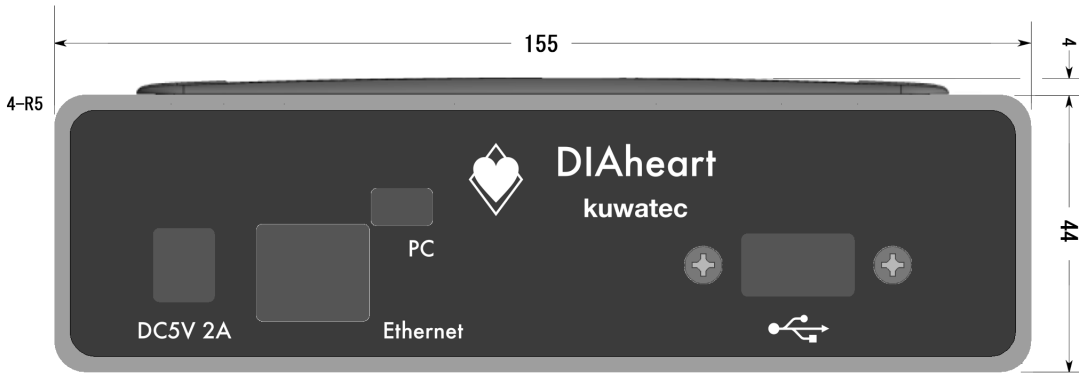 155
4
4-R5
DIAheart
kuwatec
PC
44
DC5V 2A
Ethernet